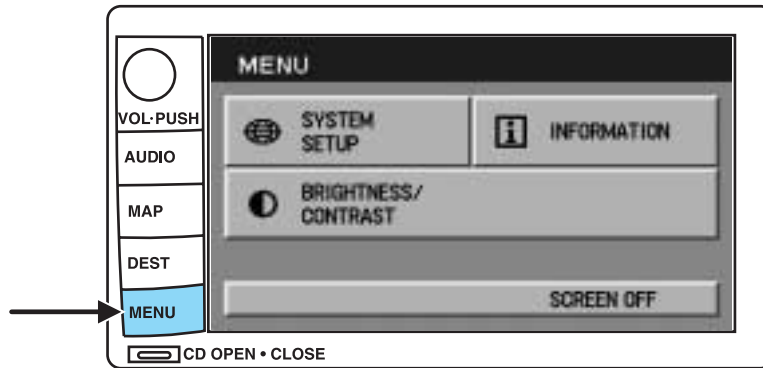 MENU
VOL·PUSH
SYSTEM
SETUP
INFORMATION
AUDIO
BRIGHTNESS/
CONTRAST
MAP
DEST
MENU
SCREEN OFF
CD OPEN • CLOSE